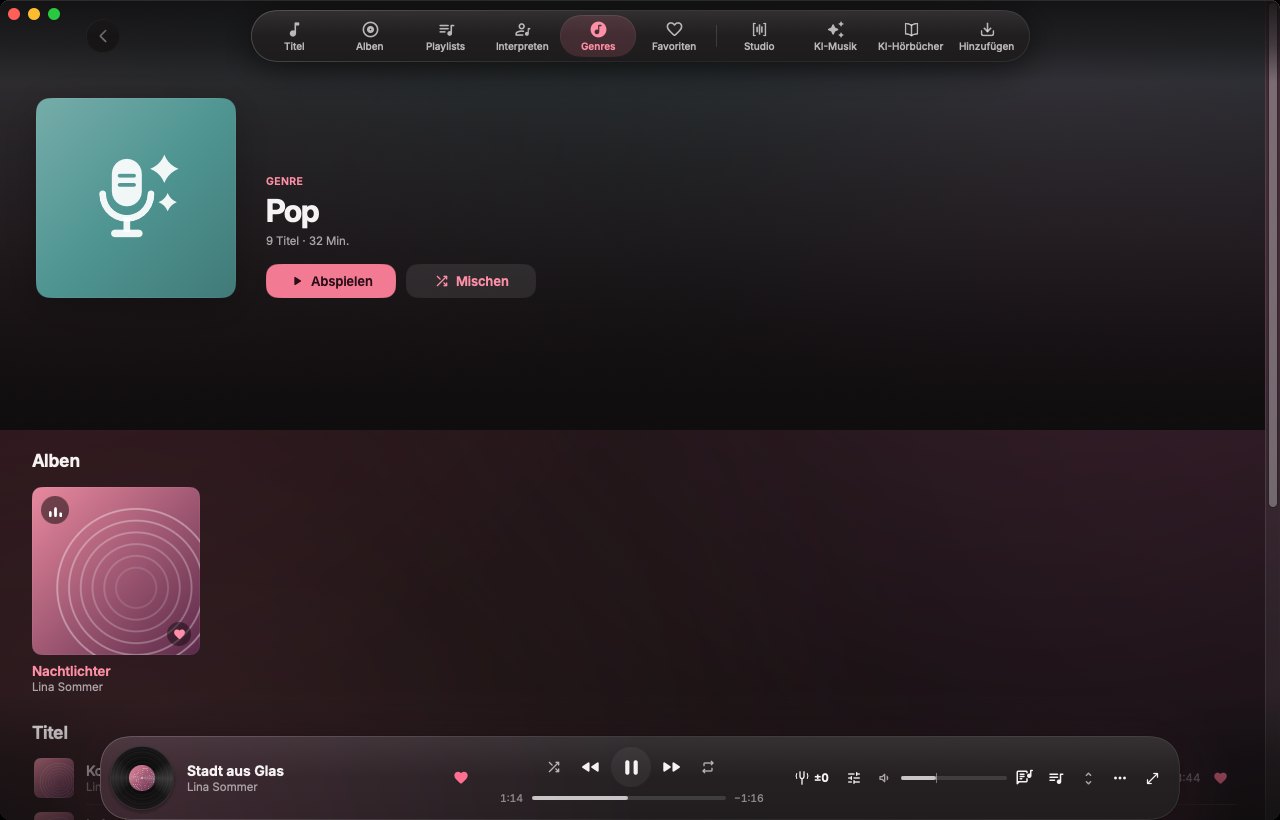 Titel
Alben
Playlists
Interpreten
Genres
Favoriten
Studio
KI-Musik
KI-Hörbücher
Hinzufügen
GENRE
Pop
9 Titel · 32 Min.
Abspielen
Mischen
Alben
Nachtlichter
Lina Sommer
Titel
Stadt aus Glas
Lina Sommer
1:14
−1:16
±0